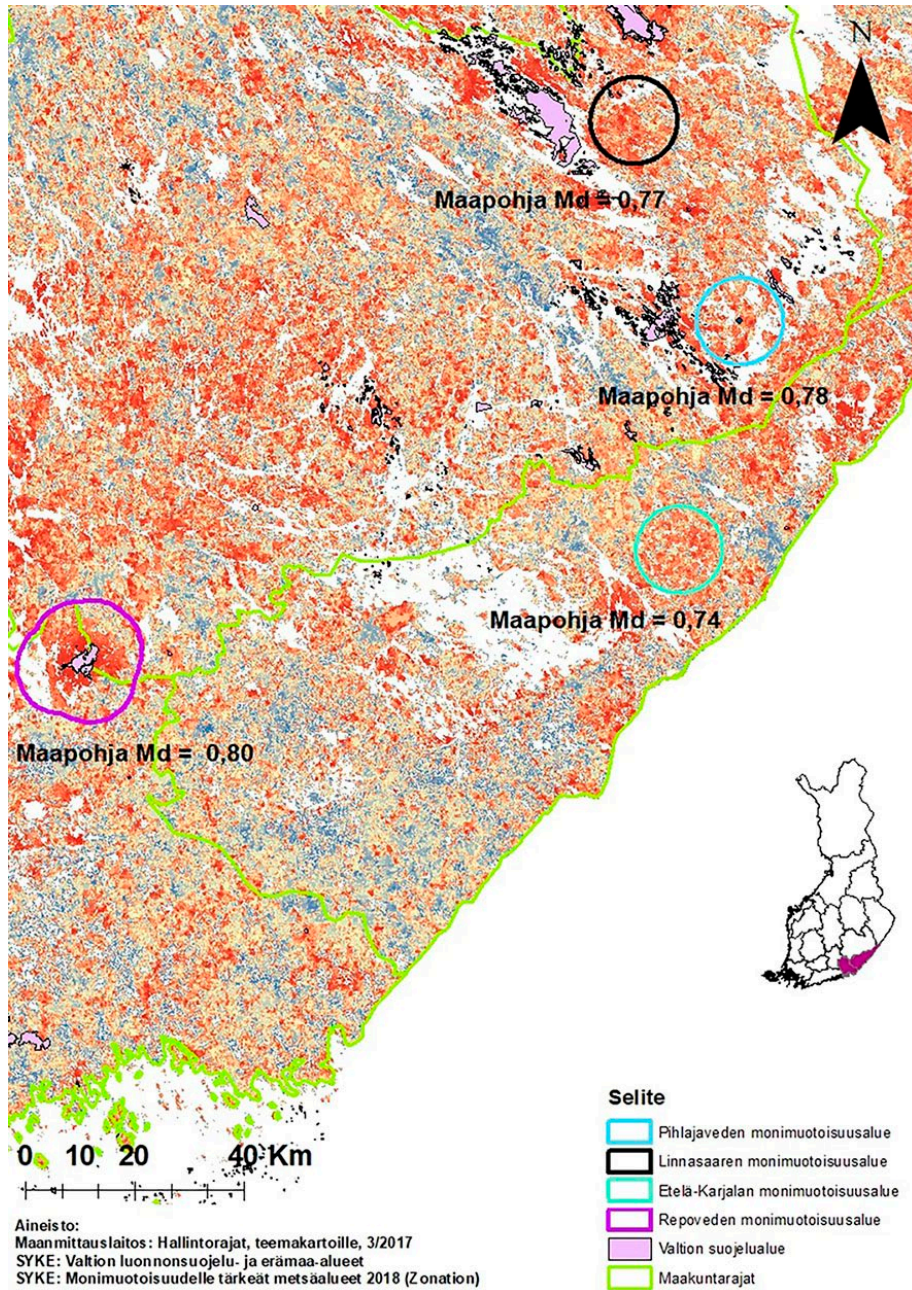 N
Maapohja Md = 0,77
Maapohja Md = 0,78
Maapohja Md = 0,74
Maapohja Md = 0,80
0 10 20 40 Km
Selite
Pihlajaveden monimuotoisuusalue
Linnasaaren monimuotoisuusalue
Etelä-Karjalan monimuotoisuusalue
Repoveden monimuotoisuusalue
Valtion suojelualue
Maakuntarajat
Aineisto:
Maanmittauslaitos: Hallintorajat, teemakartoille, 3/2017
SYKE: Valtion luonnonsuojelu- ja erämaa-alueet
SYKE: Monimuotoisuudelle tärkeät metsäalueet 2018 (Zonation)